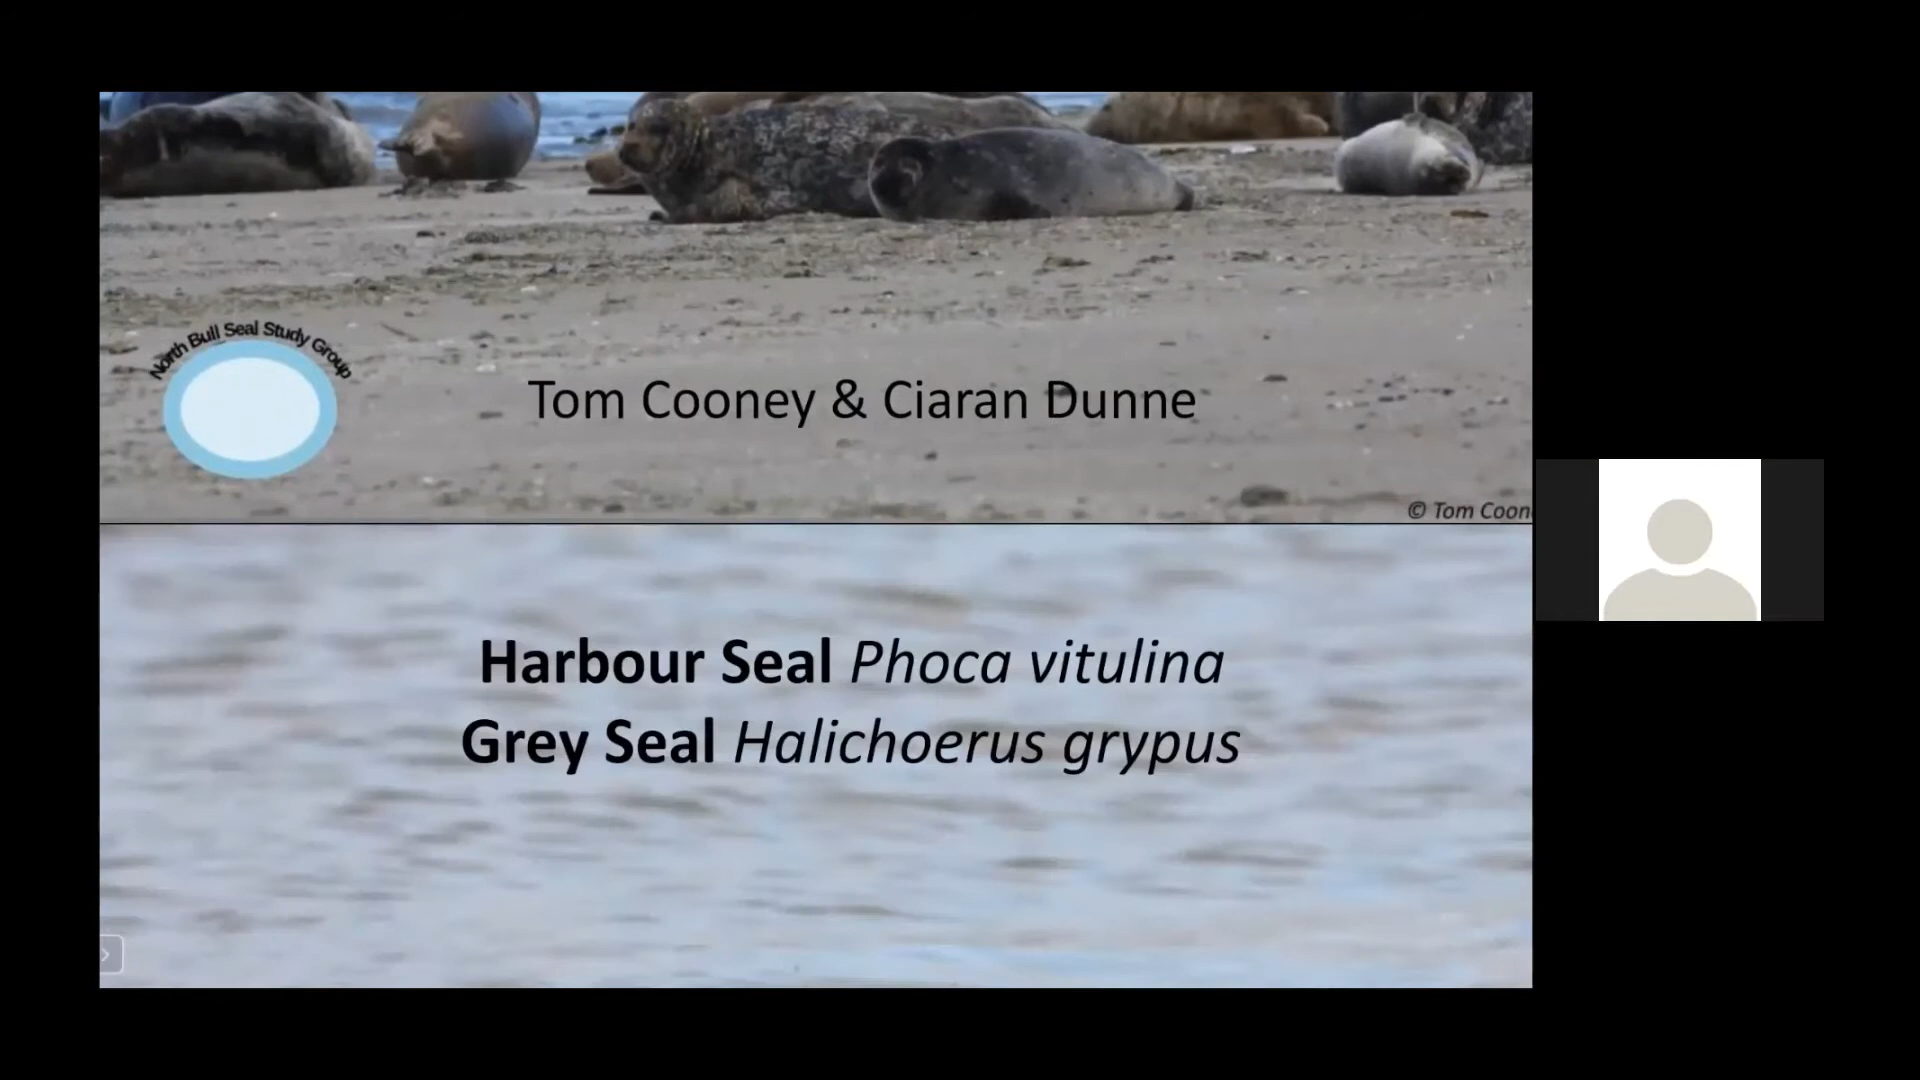 North Bull Seal Study Group
Tom Cooney & Ciaran Dunne
© Tom Coon
Harbour Seal Phoca vitulina
Grey Seal Halichoerus grypus